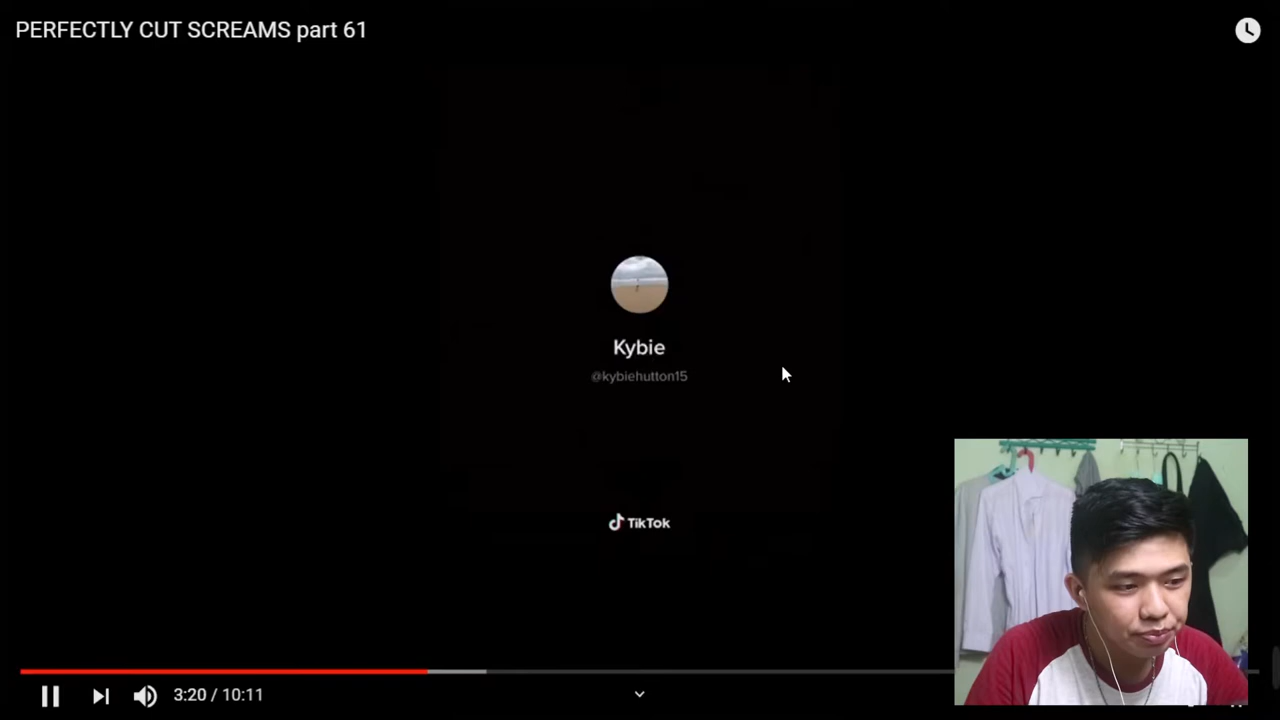 PERFECTLY CUT SCREAMS part 61
Kybie
@kybiehutton15
TikTok
3:20 / 10:11